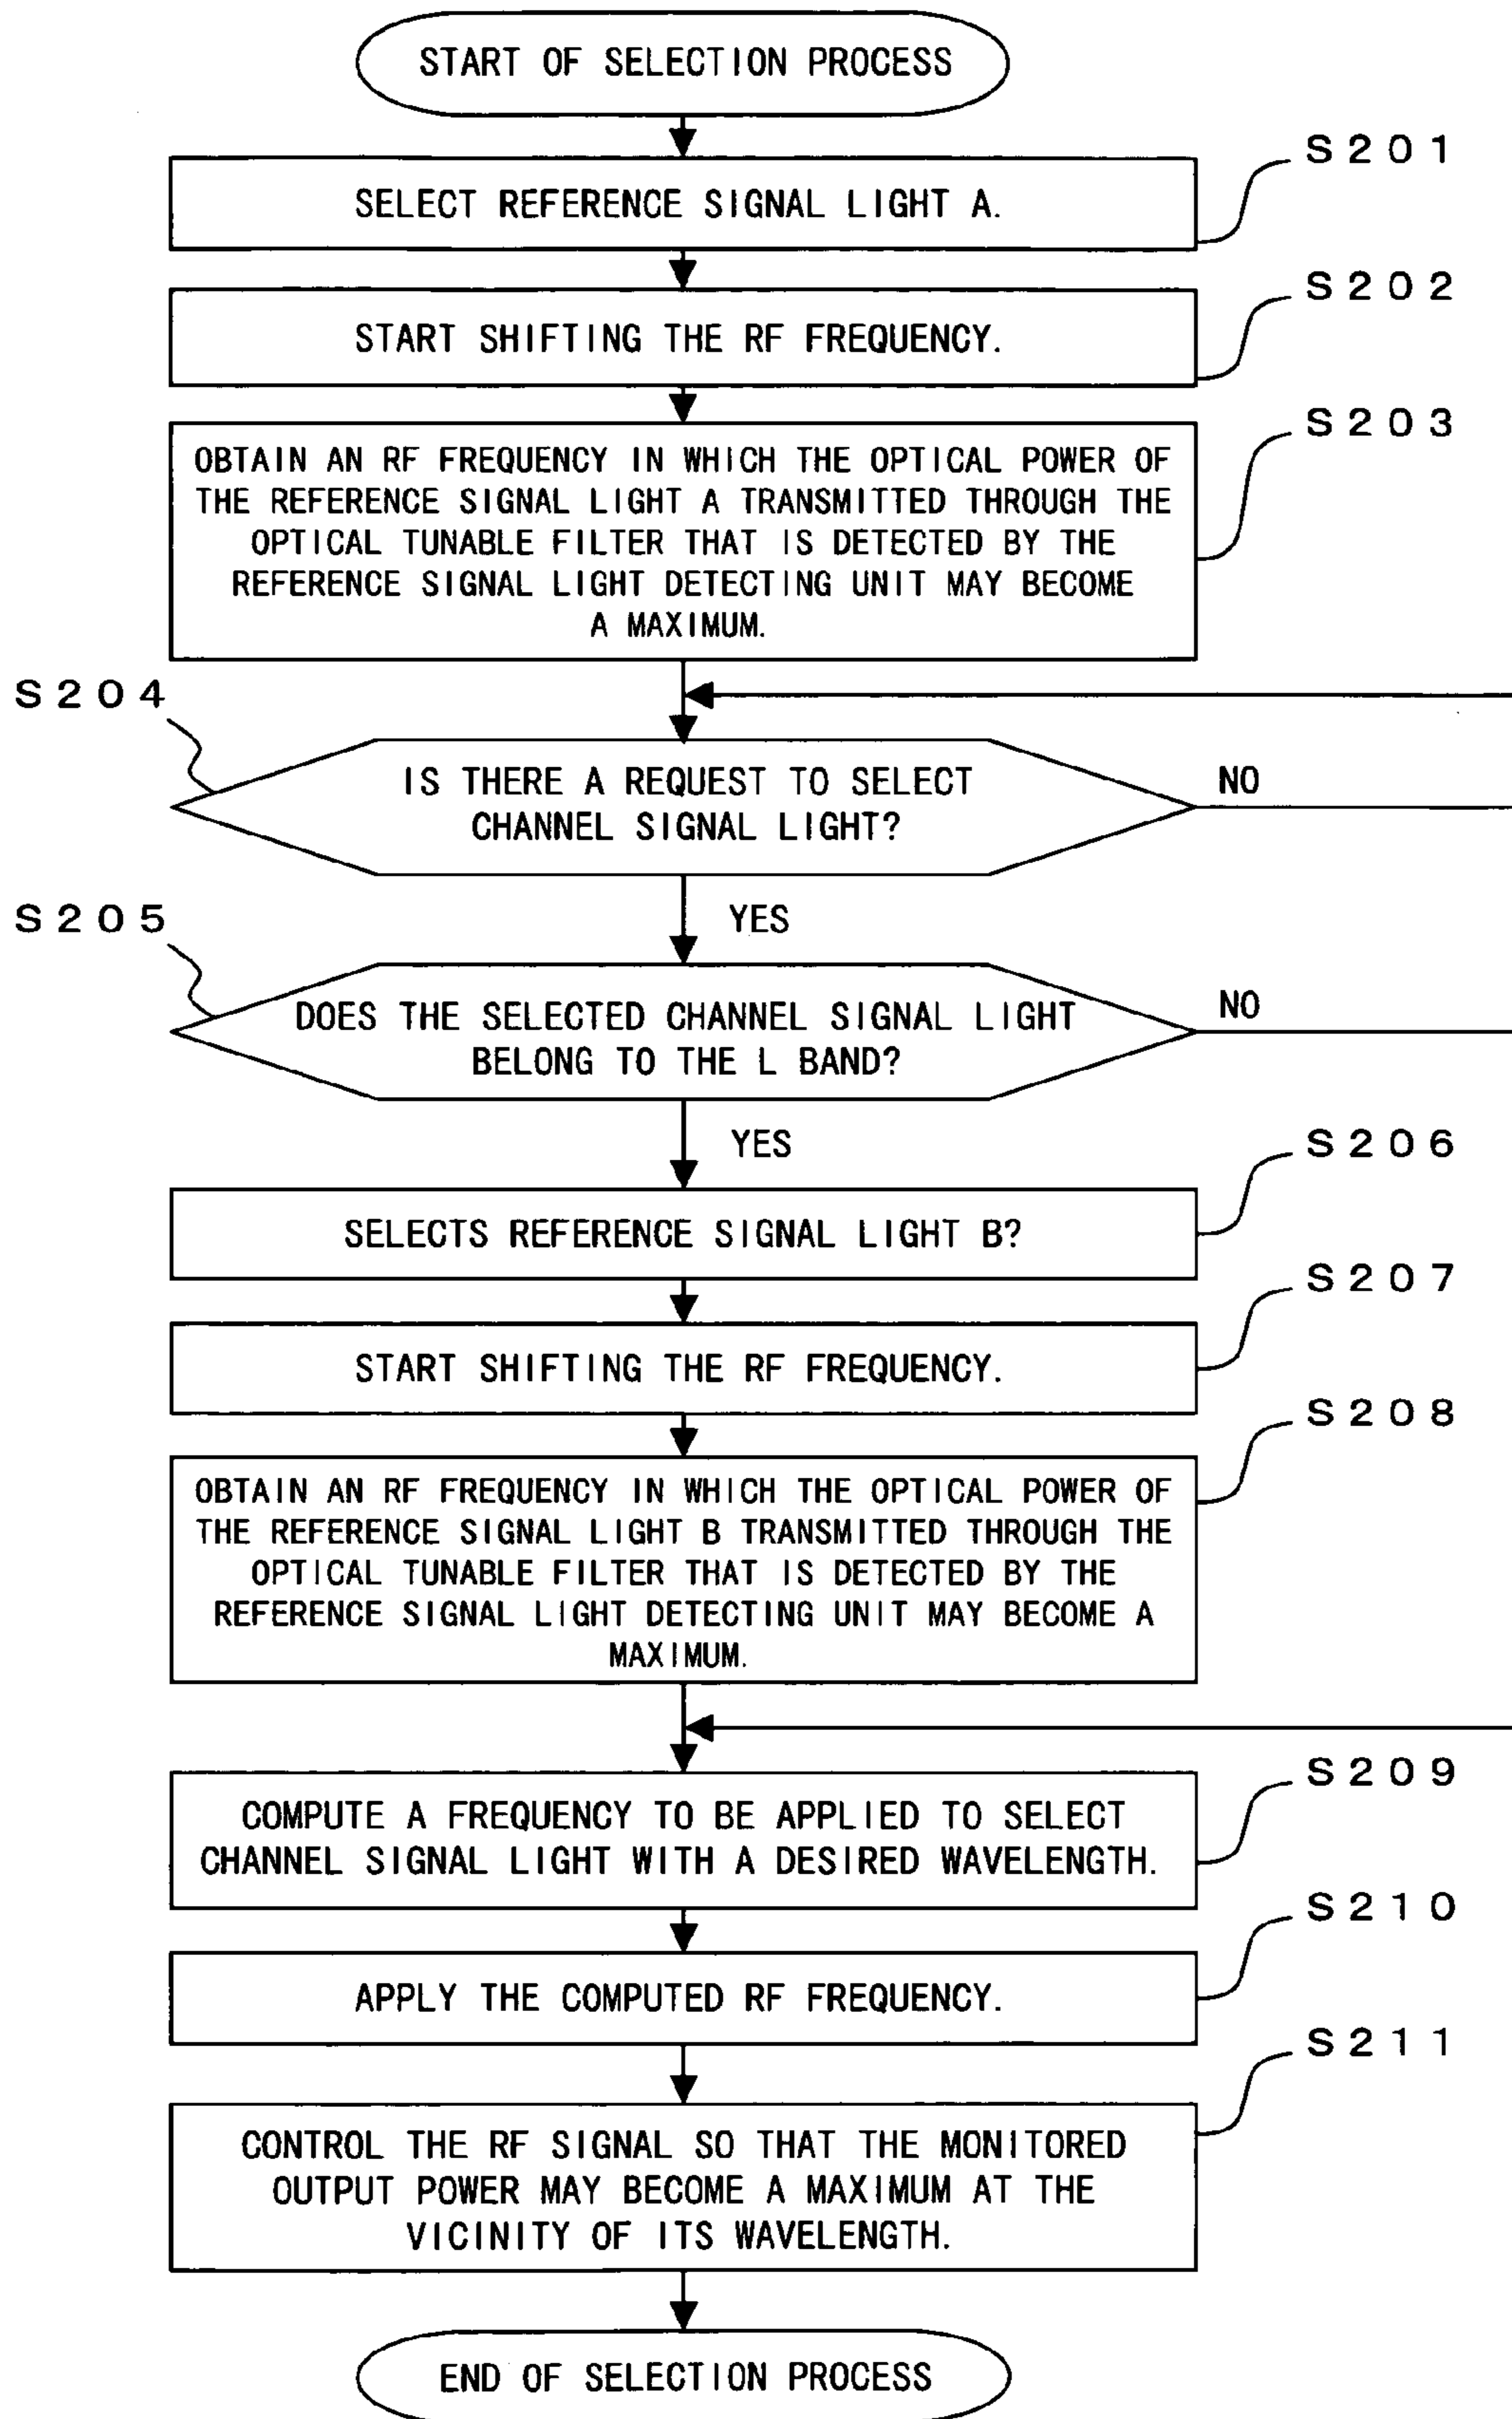 START OF SELECTION PROCESS
S201
SELECT REFERENCE SIGNAL LIGHT A.
S202
START SHIFTING THE RF FREQUENCY.
S203
OBTAIN AN RF FREQUENCY IN WHICH THE OPTICAL POWER OF
THE REFERENCE SIGNAL LIGHT A TRANSMITTED THROUGH THE
OPTICAL TUNABLE FILTER THAT IS DETECTED BY THE
REFERENCE SIGNAL LIGHT DETECTING UNIT MAY BECOME
A MAXIMUM.
S204
IS THERE A REQUEST TO SELECT
CHANNEL SIGNAL LIGHT?
NO
YES
S205
DOES THE SELECTED CHANNEL SIGNAL LIGHT
BELONG TO THE L BAND?
NO
YES
S206
SELECTS REFERENCE SIGNAL LIGHT B?
S207
START SHIFTING THE RF FREQUENCY.
S208
OBTAIN AN RF FREQUENCY IN WHICH THE OPTICAL POWER OF
THE REFERENCE SIGNAL LIGHT B TRANSMITTED THROUGH THE
OPTICAL TUNABLE FILTER THAT IS DETECTED BY THE
REFERENCE SIGNAL LIGHT DETECTING UNIT MAY BECOME A
MAXIMUM.
S209
COMPUTE A FREQUENCY TO BE APPLIED TO SELECT
CHANNEL SIGNAL LIGHT WITH A DESIRED WAVELENGTH.
S210
APPLY THE COMPUTED RF FREQUENCY.
S211
CONTROL THE RF SIGNAL SO THAT THE MONITORED
OUTPUT POWER MAY BECOME A MAXIMUM AT THE
VICINITY OF ITS WAVELENGTH.
END OF SELECTION PROCESS